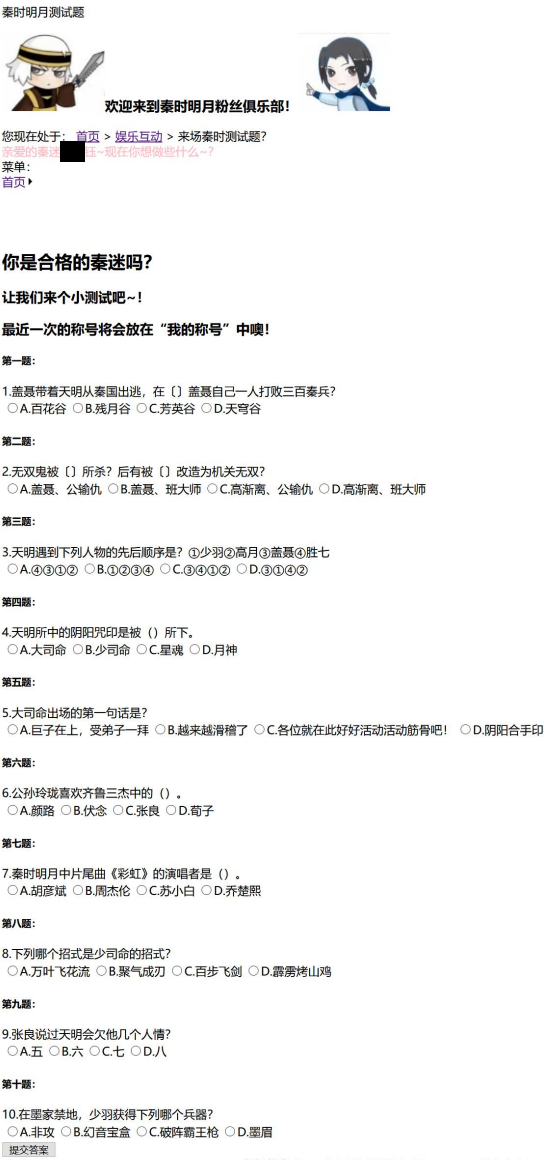 秦时明月测试题
欢迎来到秦时明月粉丝俱乐部！
您现在处于： 首页 > 娱乐互动 > 来场秦时测试题？
亲爱的秦迷 珏~现在你想做些什么~?
菜单：
首页
你是合格的秦迷吗？
让我们来个小测试吧~！
最近一次的称号将会放在“我的称号”中噢！
第一题：
1.盖聂带着天明从秦国出逃，在〔〕盖聂自己一人打败三百秦兵？
A.百花谷 B.残月谷 C.芳英谷 D.天穹谷
第二题：
2.无双鬼被〔〕所杀？后有被〔〕改造为机关无双？
A.盖聂、公输仇 B.盖聂、班大师 C.高渐离、公输仇 D.高渐离、班大师
第三题：
3.天明遇到下列人物的先后顺序是？①少羽②高月③盖聂④胜七
A.④③①② B.①②③④ C.③④①② D.③①④②
第四题：
4.天明所中的阴阳咒印是被（）所下。
A.大司命 B.少司命 C.星魂 D.月神
第五题：
5.大司命出场的第一句话是？
A.巨子在上，受弟子一拜 B.越来越滑稽了 C.各位就在此好好活动活动筋骨吧！ D.阴阳合手印
第六题：
6.公孙玲珑喜欢齐鲁三杰中的（）。
A.颜路 B.伏念 C.张良 D.荀子
第七题：
7.秦时明月中片尾曲《彩虹》的演唱者是（）。
A.胡彦斌 B.周杰伦 C.苏小白 D.乔楚熙
第八题：
8.下列哪个招式是少司命的招式？
A.万叶飞花流 B.聚气成刃 C.百步飞剑 D.霹雳烤山鸡
第九题：
9.张良说过天明会欠他几个人情？
A.五 B.六 C.七 D.八
第十题：
10.在墨家禁地，少羽获得下列哪个兵器？
A.非攻 B.幻音宝盒 C.破阵霸王枪 D.墨眉
提交答案